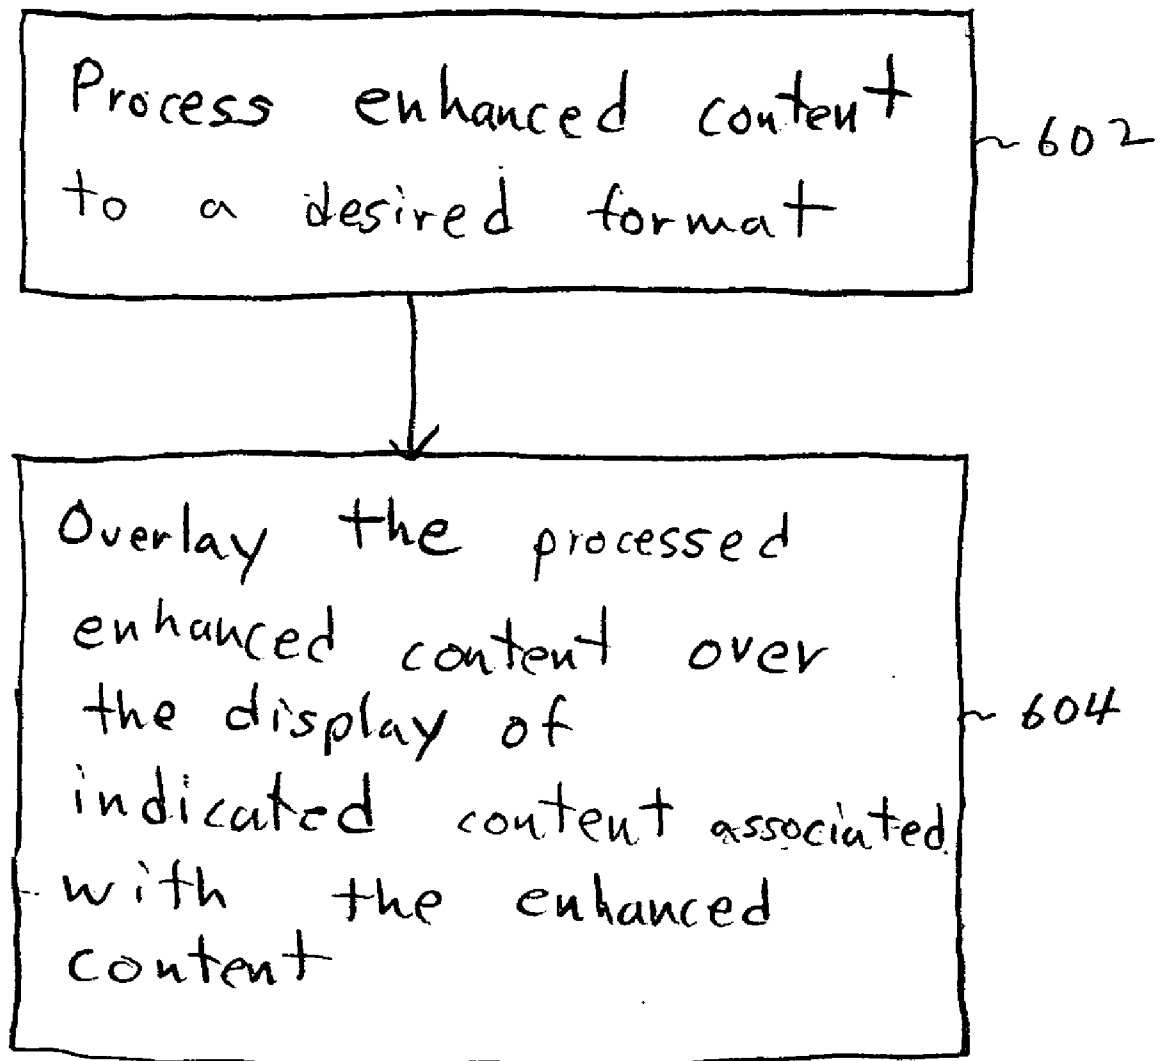 Process enhanced content
to a desired format
~602
Overlay the processed
enhanced content over
the display of
indicated content associated
with the enhanced
content
~604